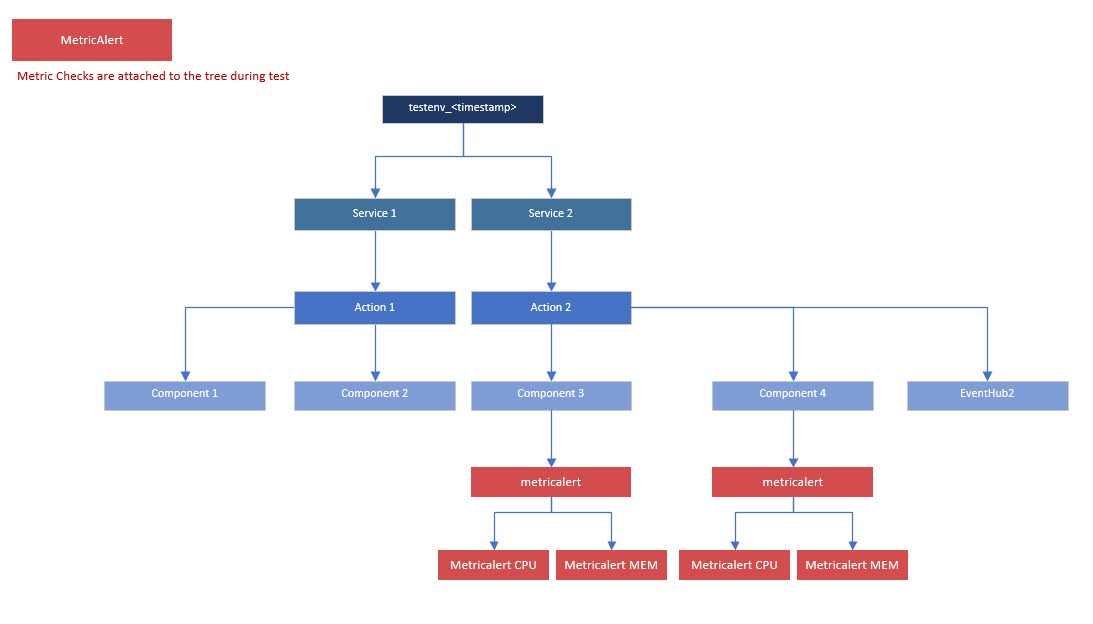 MetricAlert
Metric Checks are attached to the tree during test
testenv_<timestamp>
Service 1
Service 2
Action 1
Action 2
Component 1
Component 2
Component 3
Component 4
EventHub2
metricalert
metricalert
Metricalert CPU
Metricalert MEM
Metricalert CPU
Metricalert MEM